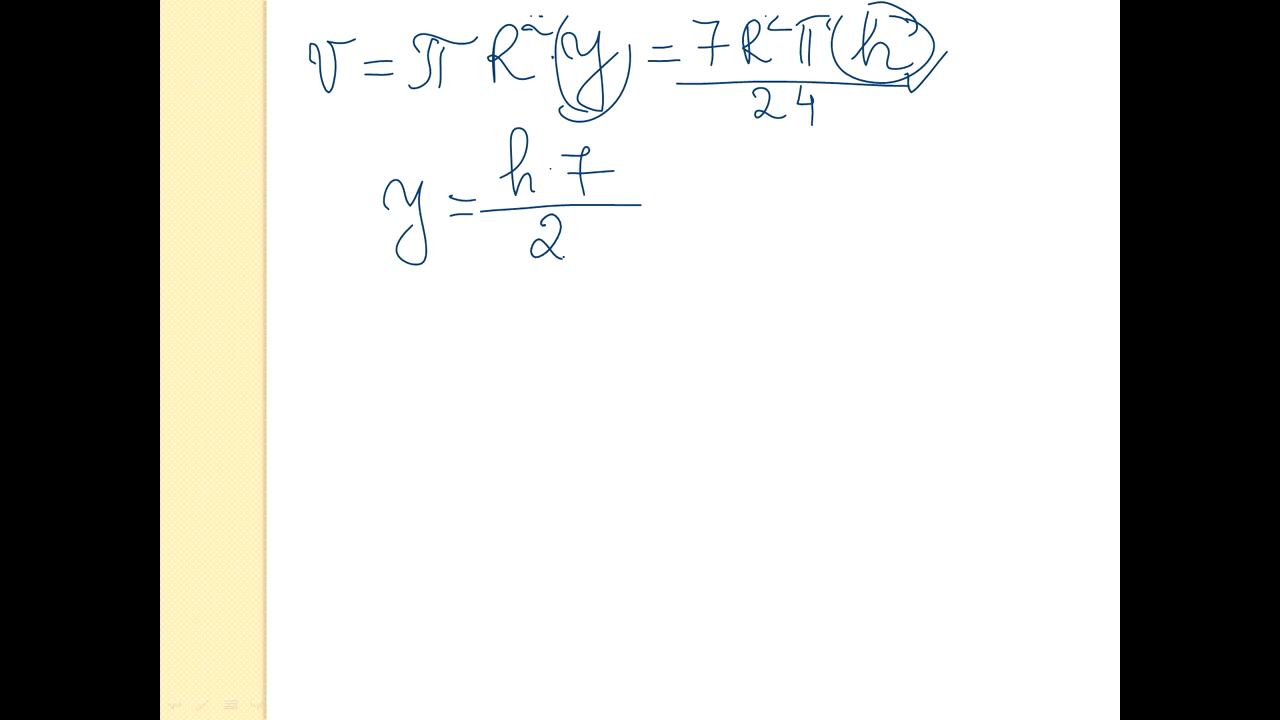 V = πR²(y) = 7R²π(h) / 24
y = h·7 / 2